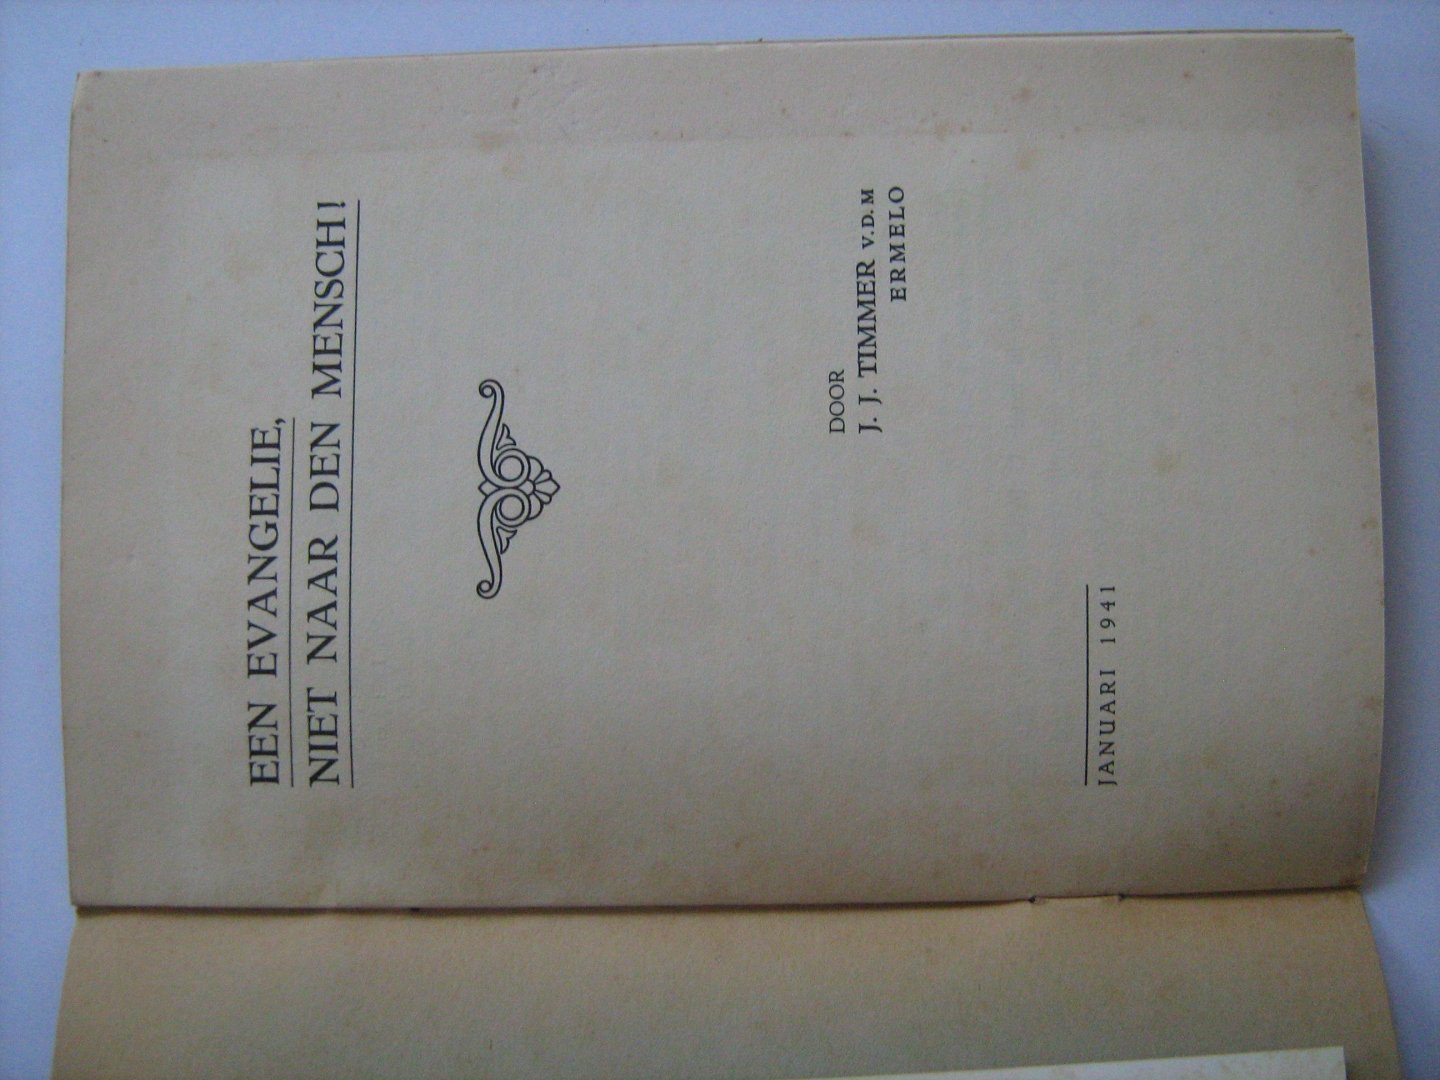 EEN EVANGELIE,
NIET NAAR DEN MENSCH!
DOOR
J. J. TIMMER V.D.M
ERMELO
JANUARI 1941